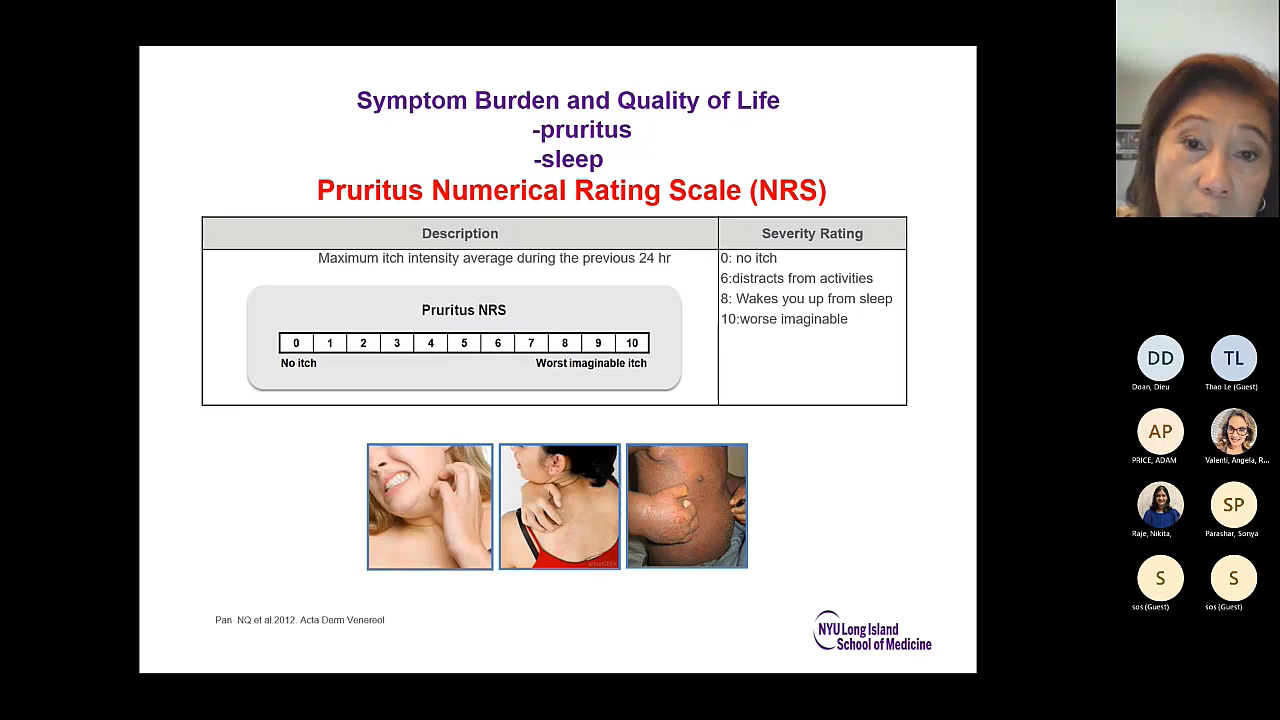 Symptom Burden and Quality of Life
-pruritus
-sleep
Pruritus Numerical Rating Scale (NRS)
Description
Severity Rating
Maximum itch intensity average during the previous 24 hr
0: no itch
6:distracts from activities
8: Wakes you up from sleep
10:worse imaginable
Pruritus NRS
0 1 2 3 4 5 6 7 8 9 10
No itch
Worst imaginable itch
Pan NQ et al.2012. Acta Derm Venereol
NYU Long Island
School of Medicine
DD
TL
Doan, Dieu
Thao Le (Guest)
AP
PRICE, ADAM
Valenti, Angela, R...
SP
Raje, Nikita,
Parashar, Sonya
S
S
sos (Guest)
sos (Guest)